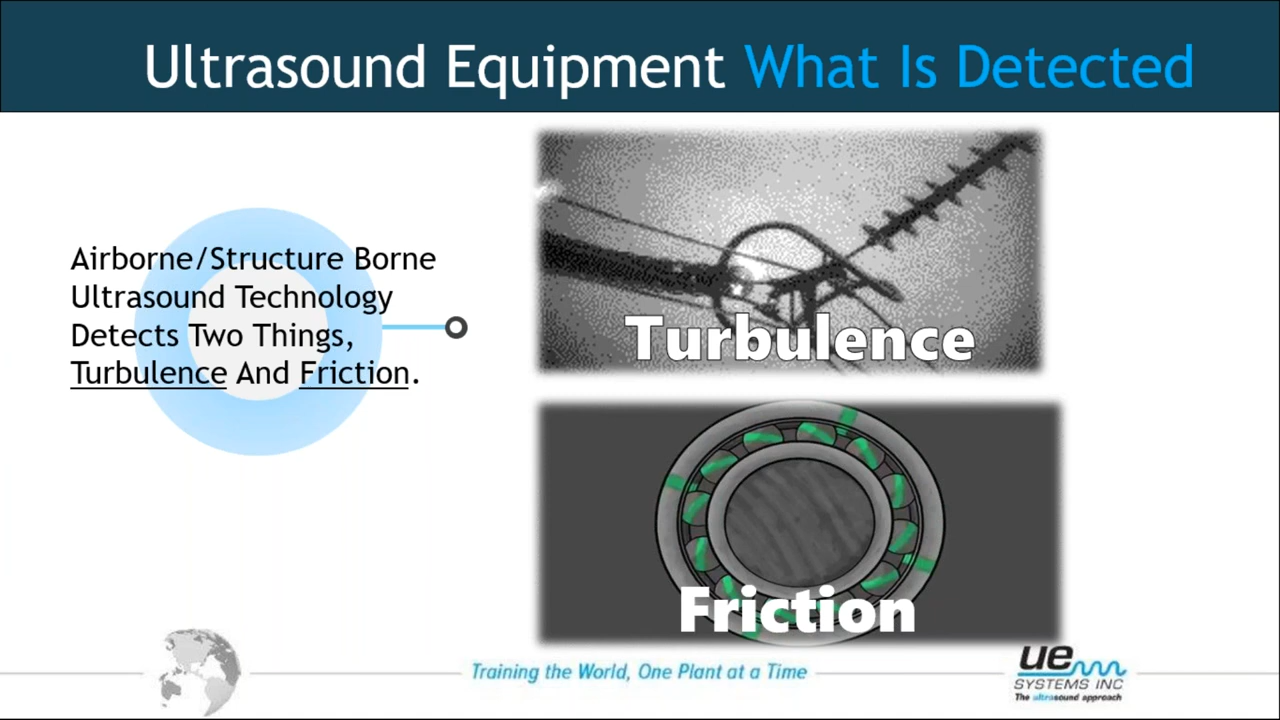 Ultrasound Equipment What Is Detected
Airborne/Structure Borne
Ultrasound Technology
Detects Two Things,
Turbulence And Friction.
Turbulence
Friction
Training the World, One Plant at a Time
ue
SYSTEMS INC
The ultrasound approach